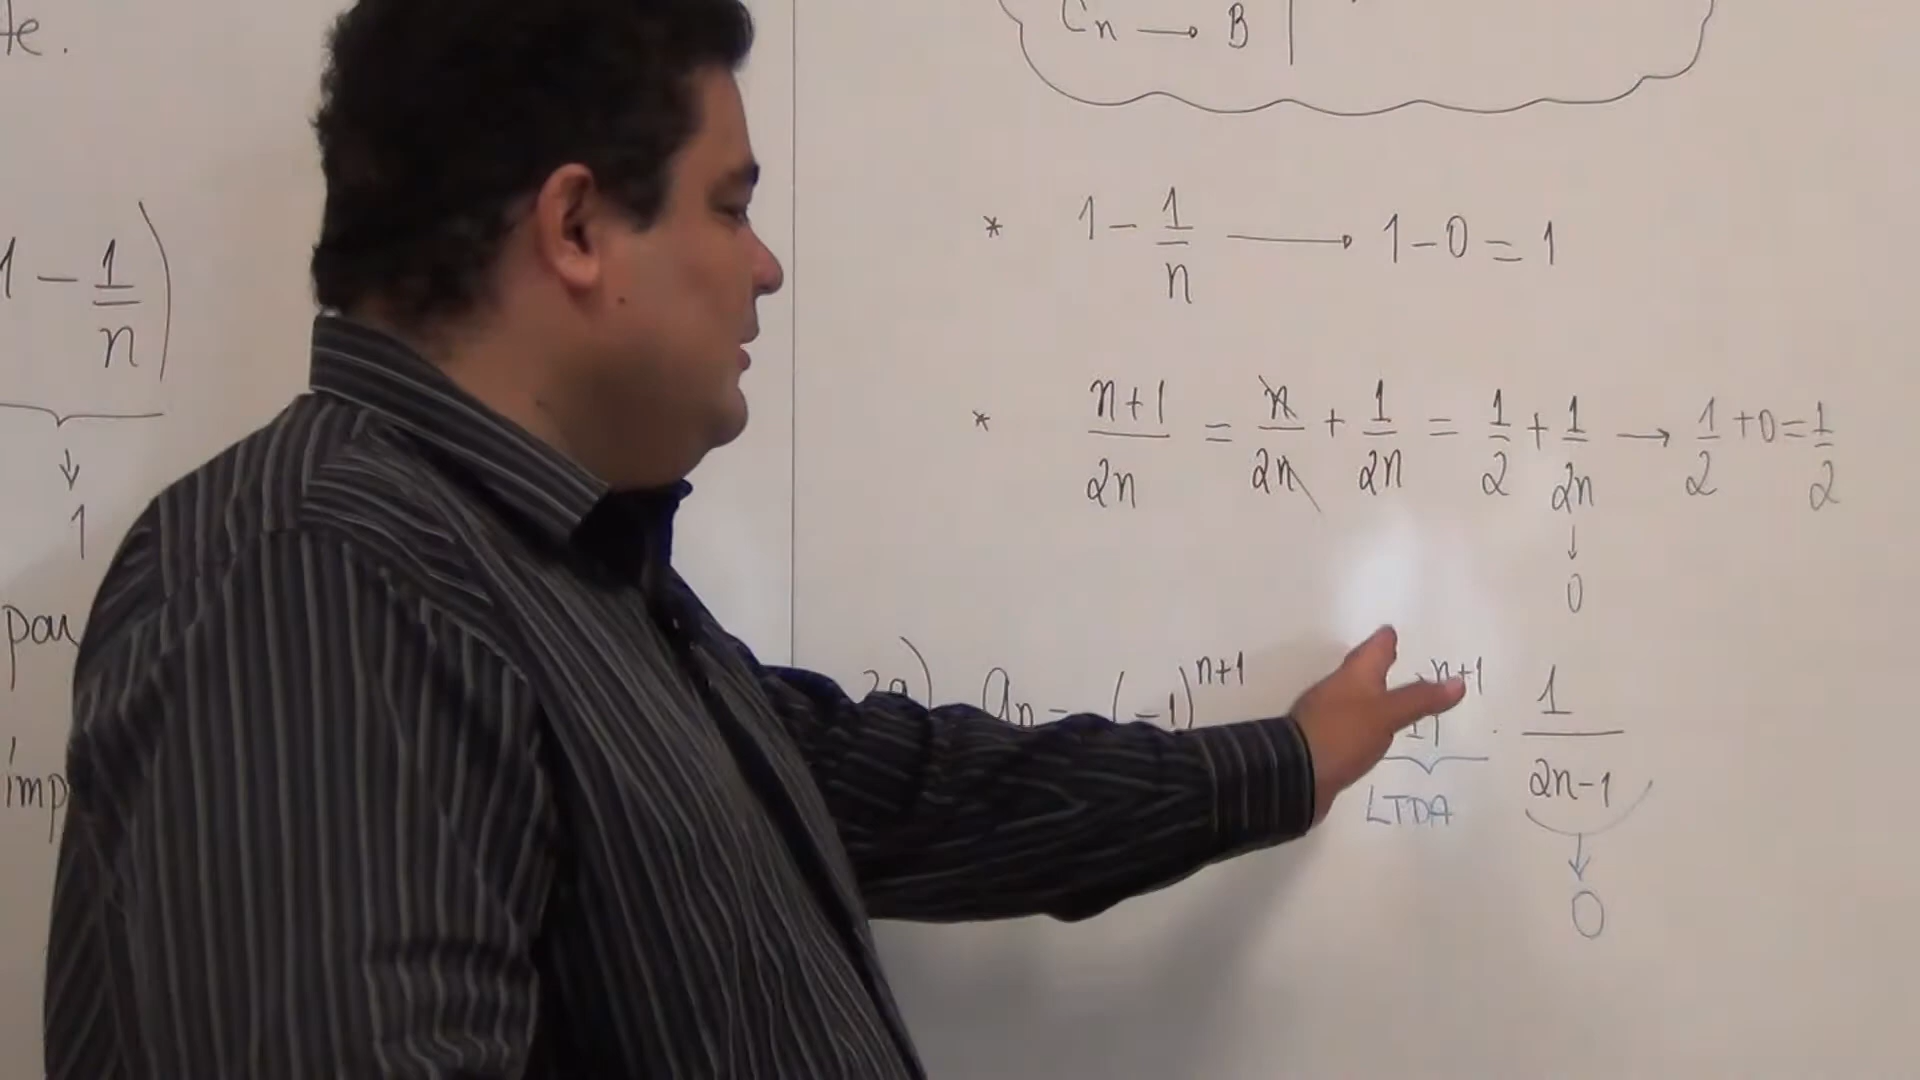 te.
1 - 1/n )
↓
1
par
imp
Cn → B
* 1 - 1/n → 1 - 0 = 1
* n+1/2n = n/2n + 1/2n = 1/2 + 1/2n → 1/2 + 0 = 1/2
↓
0
an = (-1)^n+1 n+1 · 1/2n-1
LTDA
↓
0